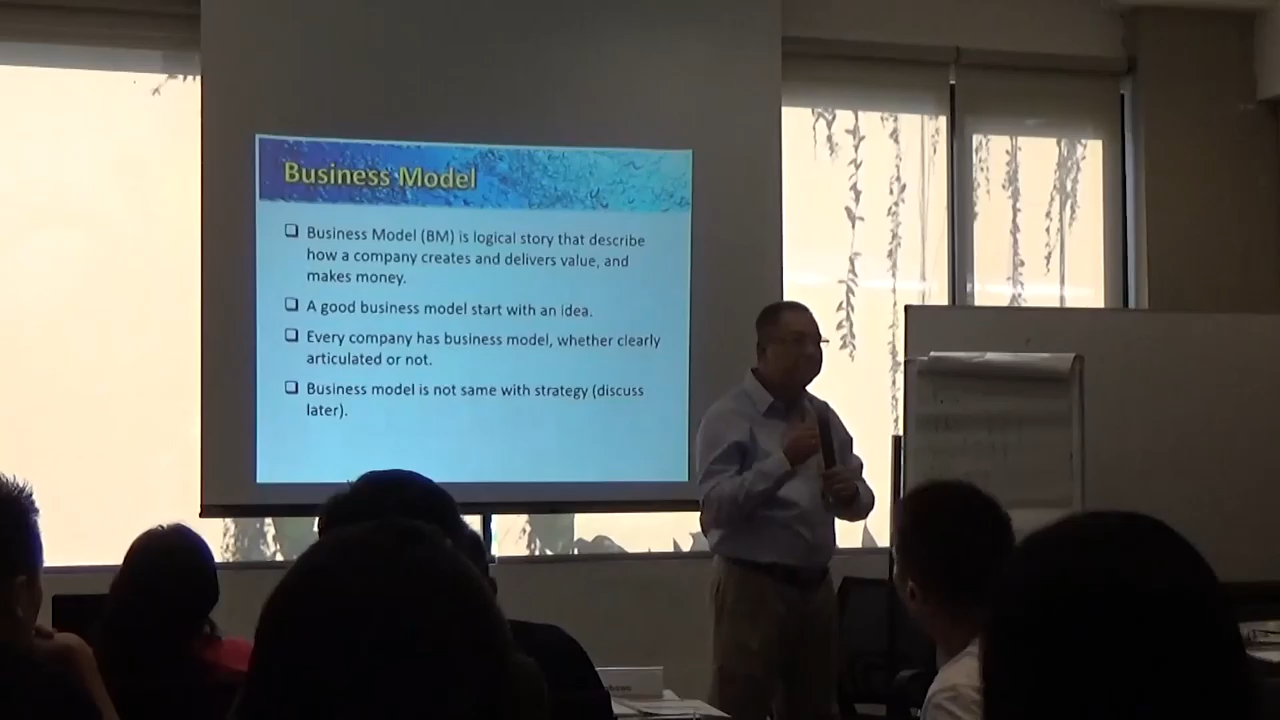 Business Model
Business Model (BM) is logical story that describe
how a company creates and delivers value, and
makes money.
A good business model start with an idea.
Every company has business model, whether clearly
articulated or not.
Business model is not same with strategy (discuss
later).